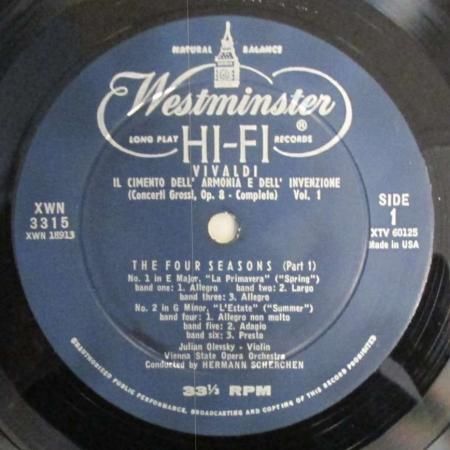 NATURAL BALANCE
Westminster
®
LONG PLAY HI-FI RECORDS
VIVALDI
IL CIMENTO DELL' ARMONIA E DELL' INVENZIONE
(Concerti Grossi, Op. 8 - Complete) Vol. 1
XWN
3315
XWN 18913
SIDE
1
XTV 60125
Made in USA
THE FOUR SEASONS (Part 1)
No. 1 in E Major, "La Primavera" ("Spring")
band one: 1. Allegro band two: 2. Largo
band three: 3. Allegro
No. 2 in G Minor, "L'Estate" ("Summer")
band four: 1. Allegro non molto
band five: 2. Adagio
band six: 3. Presto
Julian Olevsky - Violin
Vienna State Opera Orchestra
Conducted by HERMANN SCHERCHEN
33⅓ RPM
UNAUTHORIZED PUBLIC PERFORMANCE, BROADCASTING AND COPYING OF THIS RECORD PROHIBITED